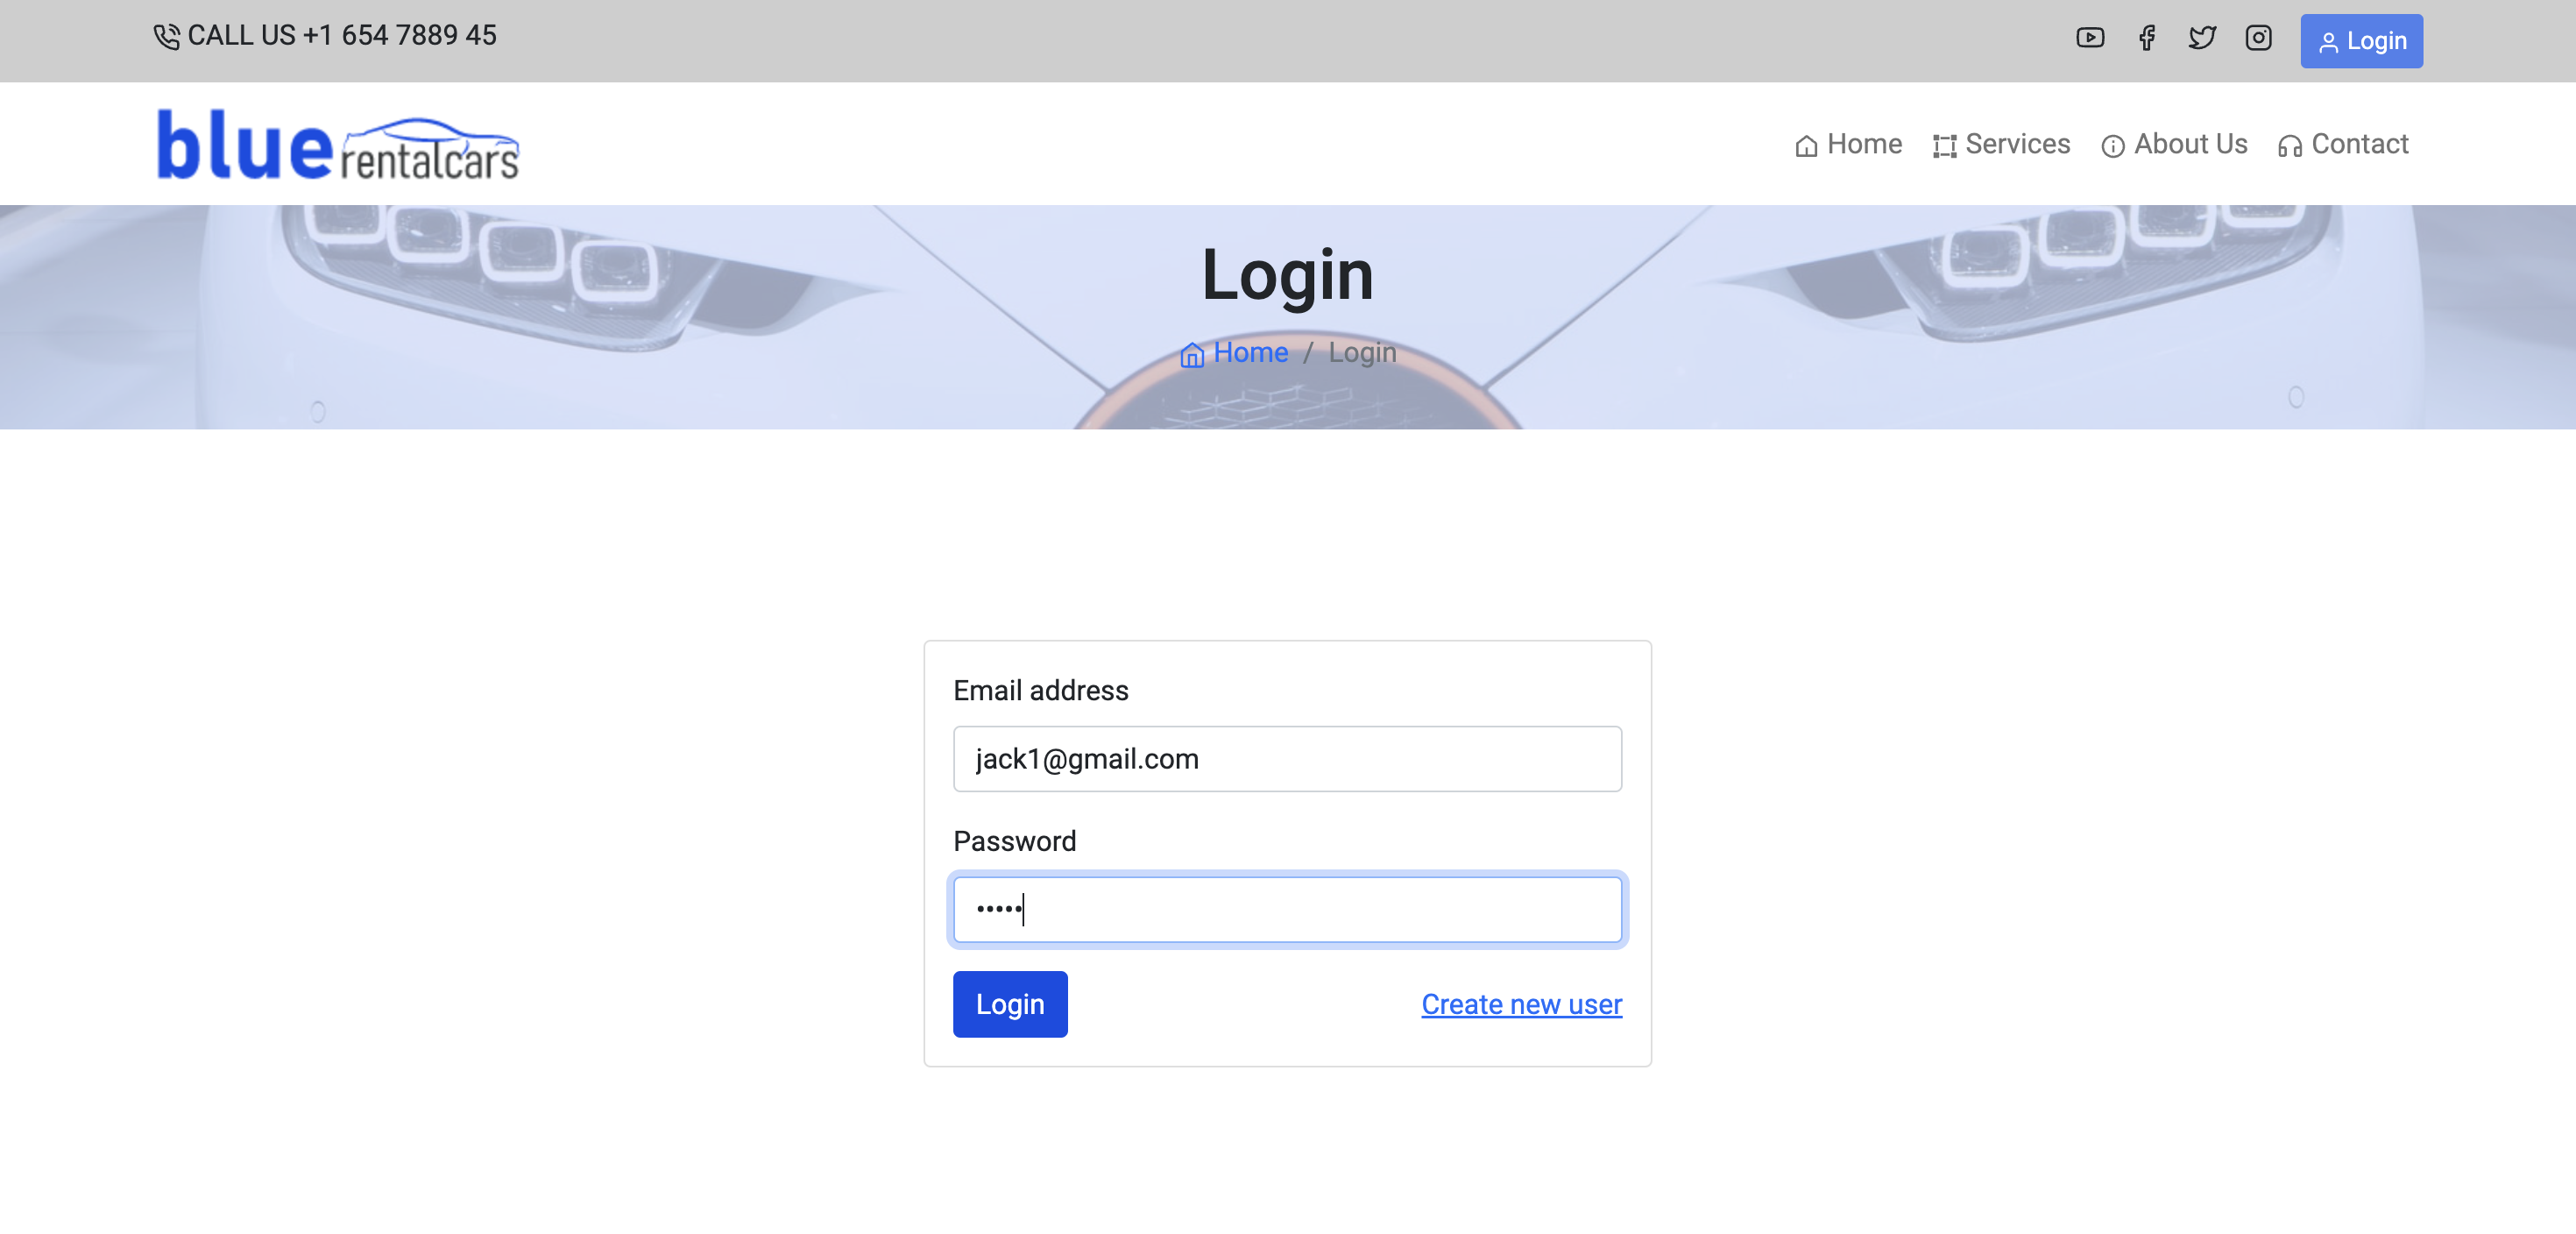 CALL US +1 654 7889 45
Login
blue rentalcars
Home Services About Us Contact
Login
Home / Login
Email address
jack1@gmail.com
Password
•••••
Login
Create new user